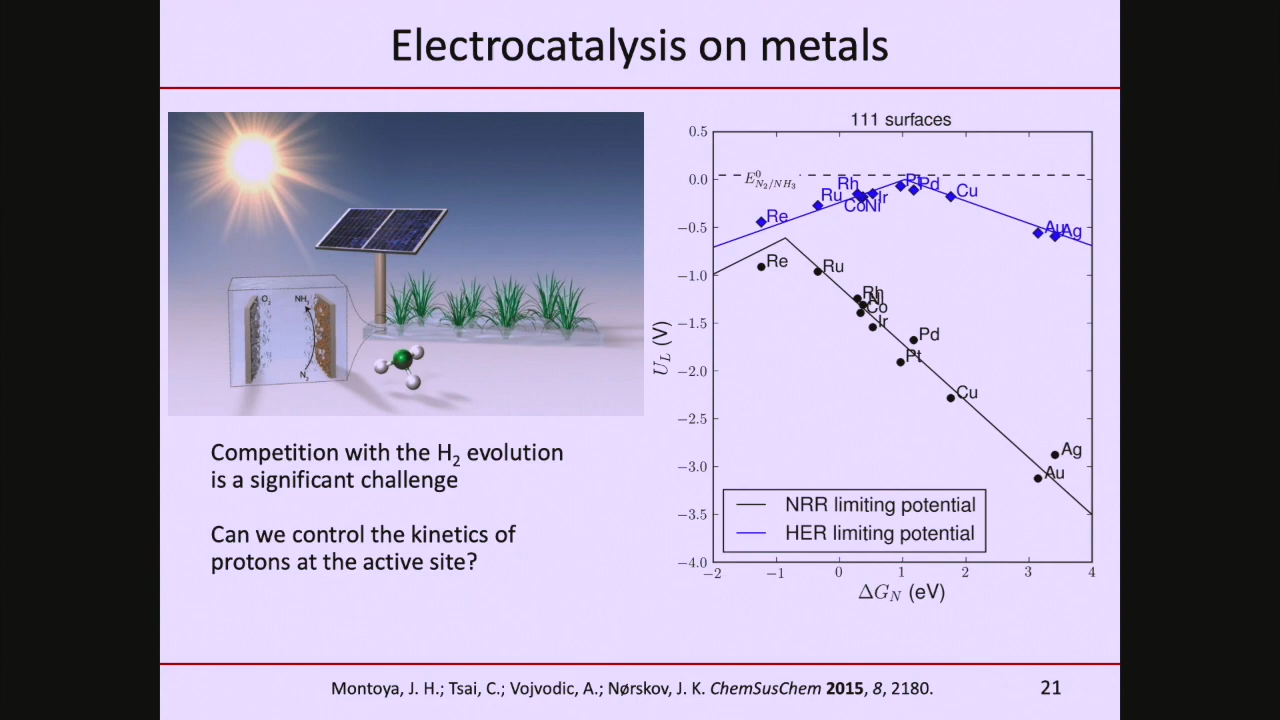 Electrocatalysis on metals
O₂
NH₃
N₂
Competition with the H₂ evolution
is a significant challenge
Can we control the kinetics of
protons at the active site?
111 surfaces
0.5
0.0
−0.5
−1.0
−1.5
−2.0
−2.5
−3.0
−3.5
−4.0
U_L (V)
E⁰_N₂/NH₃
Re
Ru
Rh
Co
Ni
Ir
Pt
Pd
Cu
Au
Ag
Re
Ru
Rh
Ni
Co
Ir
Pd
Pt
Cu
Ag
Au
NRR limiting potential
HER limiting potential
−2 −1 0 1 2 3 4
ΔG_N (eV)
Montoya, J. H.; Tsai, C.; Vojvodic, A.; Nørskov, J. K. ChemSusChem 2015, 8, 2180.
21